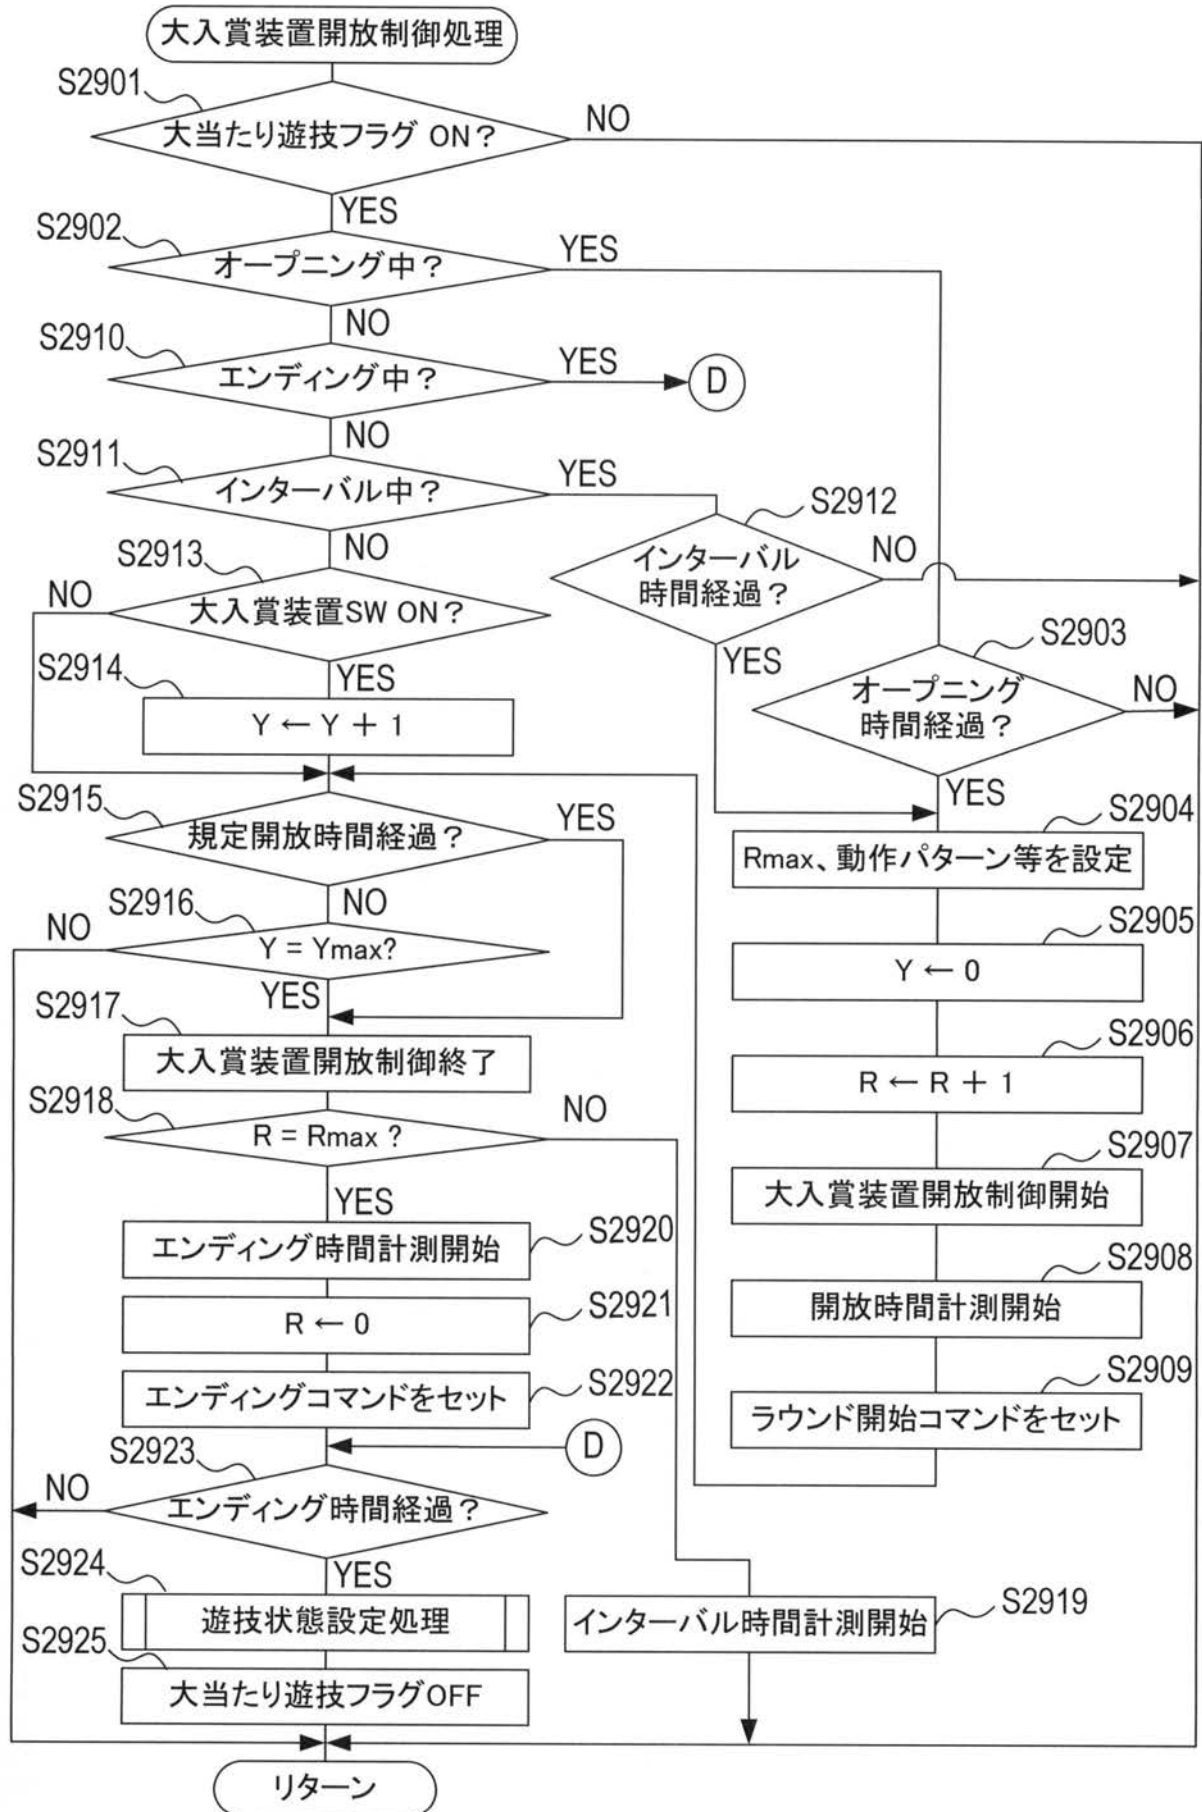 大入賞装置開放制御処理
S2901
大当たり遊技フラグ ON?
NO
YES
S2902
オープニング中?
YES
NO
S2910
エンディング中?
YES
D
NO
S2911
インターバル中?
YES
S2912
インターバル
時間経過?
NO
YES
NO
S2913
大入賞装置SW ON?
NO
YES
S2903
オープニング
時間経過?
NO
YES
S2914
Y ← Y + 1
S2915
規定開放時間経過?
YES
NO
S2904
Rmax、動作パターン等を設定
S2916
Y = Ymax?
NO
YES
S2905
Y ← 0
S2917
大入賞装置開放制御終了
S2906
R ← R + 1
S2918
R = Rmax ?
NO
YES
S2907
大入賞装置開放制御開始
S2920
エンディング時間計測開始
S2908
開放時間計測開始
S2921
R ← 0
S2922
エンディングコマンドをセット
S2909
ラウンド開始コマンドをセット
D
S2923
エンディング時間経過?
NO
YES
S2924
遊技状態設定処理
S2919
インターバル時間計測開始
S2925
大当たり遊技フラグOFF
リターン